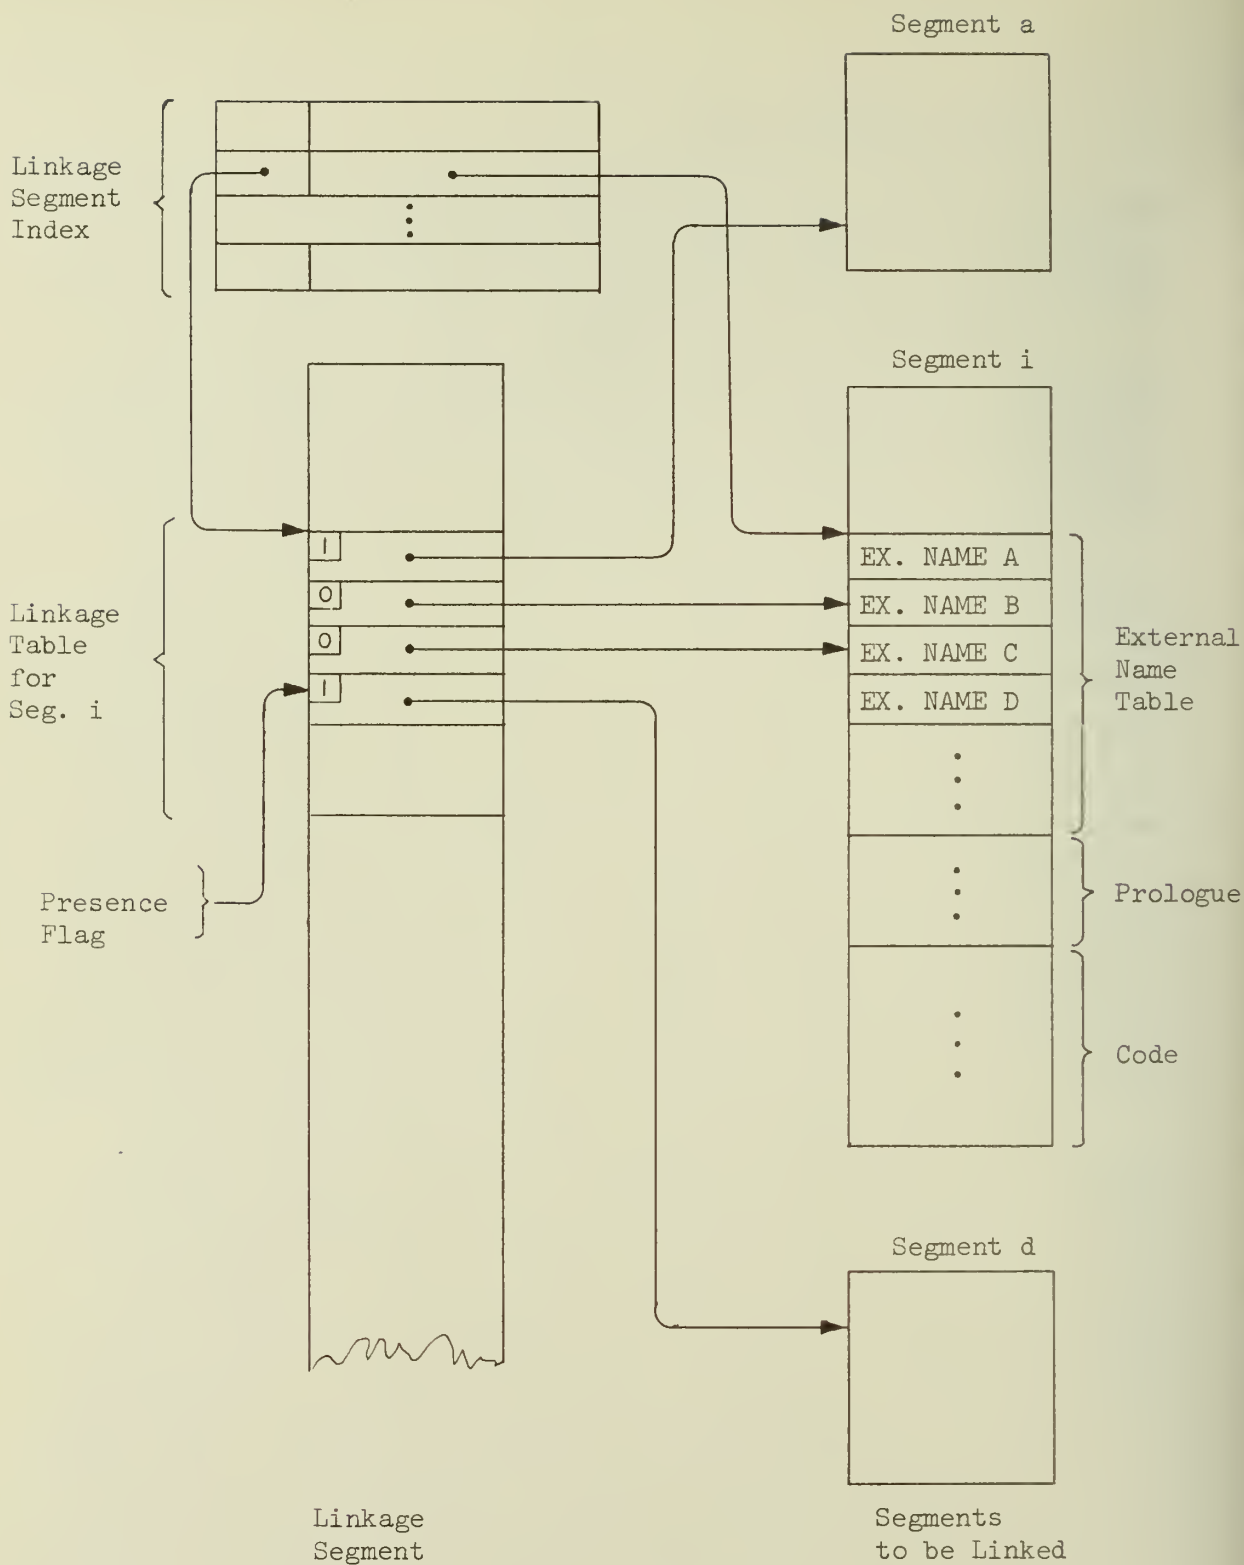 Segment a
Linkage
Segment
Index
Segment i
Linkage
Table
for
Seg. i
1
0
0
1
EX. NAME A
EX. NAME B
EX. NAME C
EX. NAME D
External
Name
Table
Presence
Flag
Prologue
Code
Segment d
Linkage
Segment
Segments
to be Linked